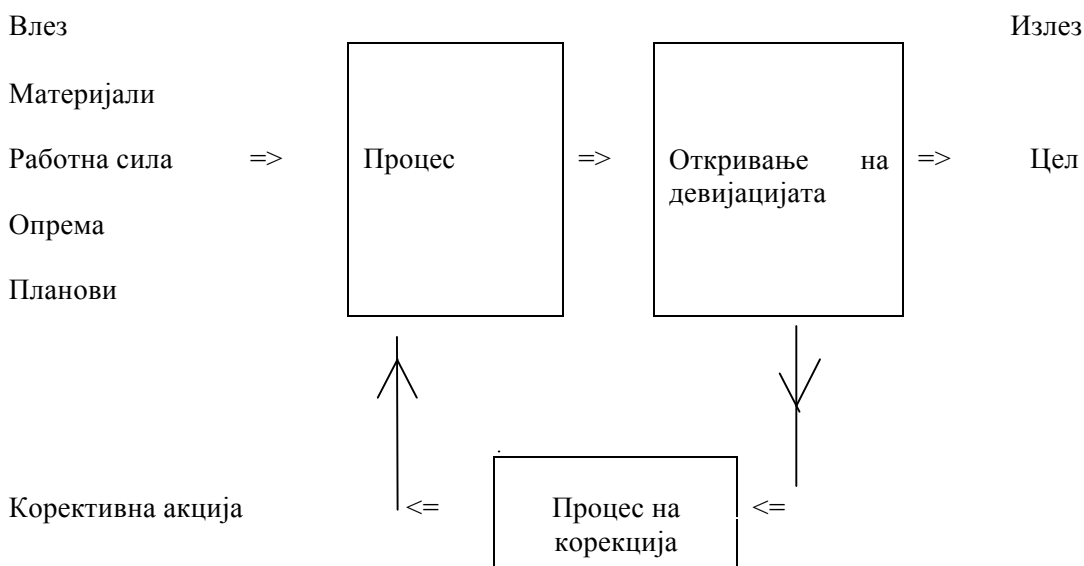 Влез Излез
Материјали
Работна сила => Процес => Откривање на => Цел
девијацијата
Опрема
Планови
Корективна акција <= Процес на <=
корекција